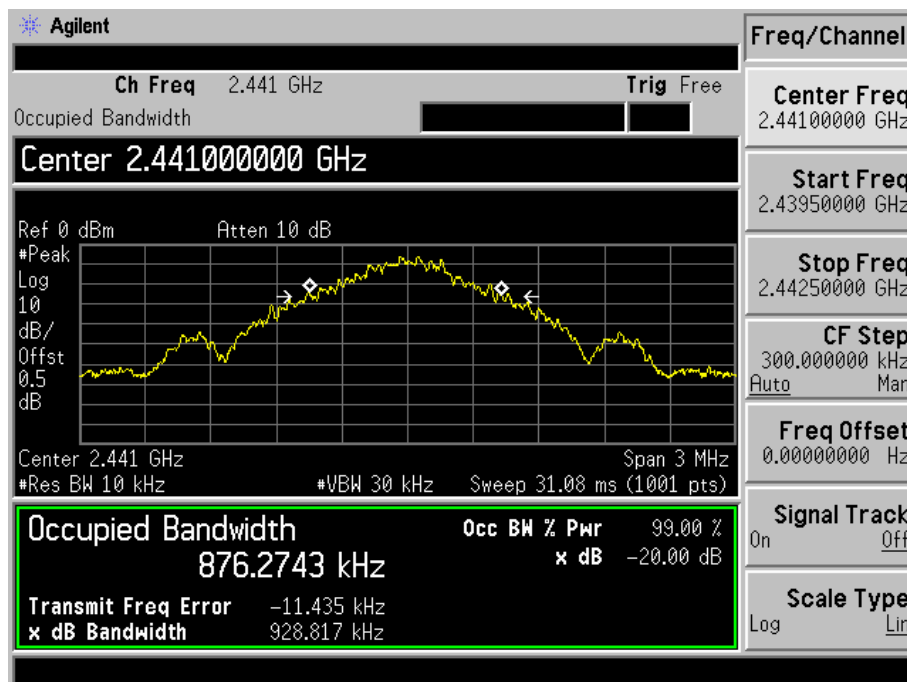 Agilent
Freq/Channel
Ch Freq 2.441 GHz Trig Free
Occupied Bandwidth
Center 2.441000000 GHz
Ref 0 dBm Atten 10 dB
#Peak
Log
10
dB/
Offst
0.5
dB
Center 2.441 GHz Span 3 MHz
#Res BW 10 kHz #VBW 30 kHz Sweep 31.08 ms (1001 pts)
Occupied Bandwidth
876.2743 kHz
Occ BW % Pwr 99.00 %
x dB -20.00 dB
Transmit Freq Error -11.435 kHz
x dB Bandwidth 928.817 kHz
Center Freq
2.44100000 GHz
Start Freq
2.43950000 GHz
Stop Freq
2.44250000 GHz
CF Step
300.000000 kHz
Auto Man
Freq Offset
0.00000000 Hz
Signal Track
On Off
Scale Type
Log Lin